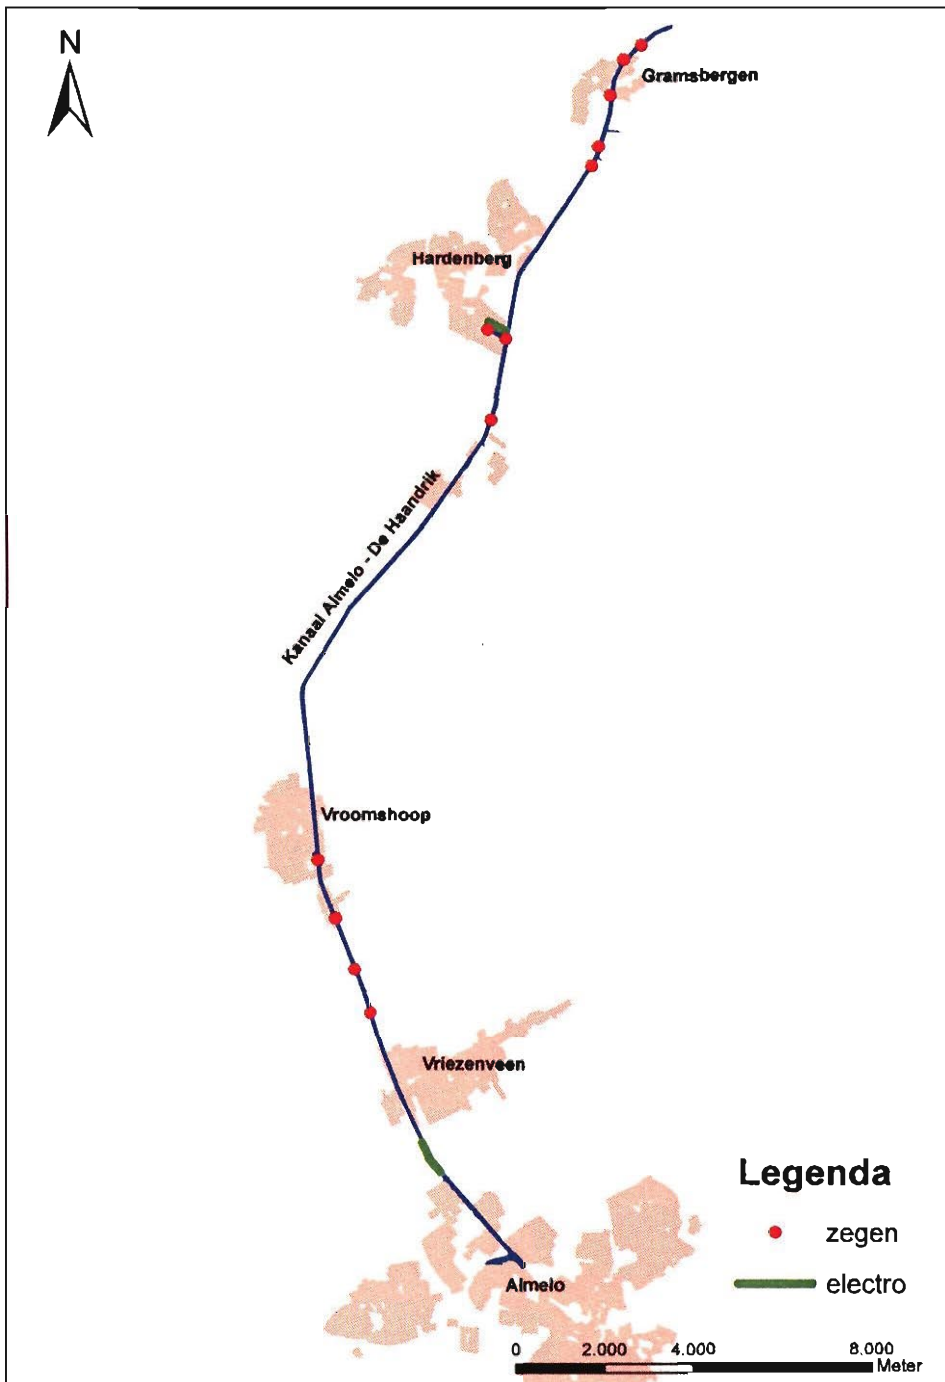 N
Gramsbergen
Hardenberg
Kanaal Almelo - De Haandrik
Vroomshoop
Vriezenveen
Almelo
Legenda
zegen
electro
0 2.000 4.000 8.000
Meter